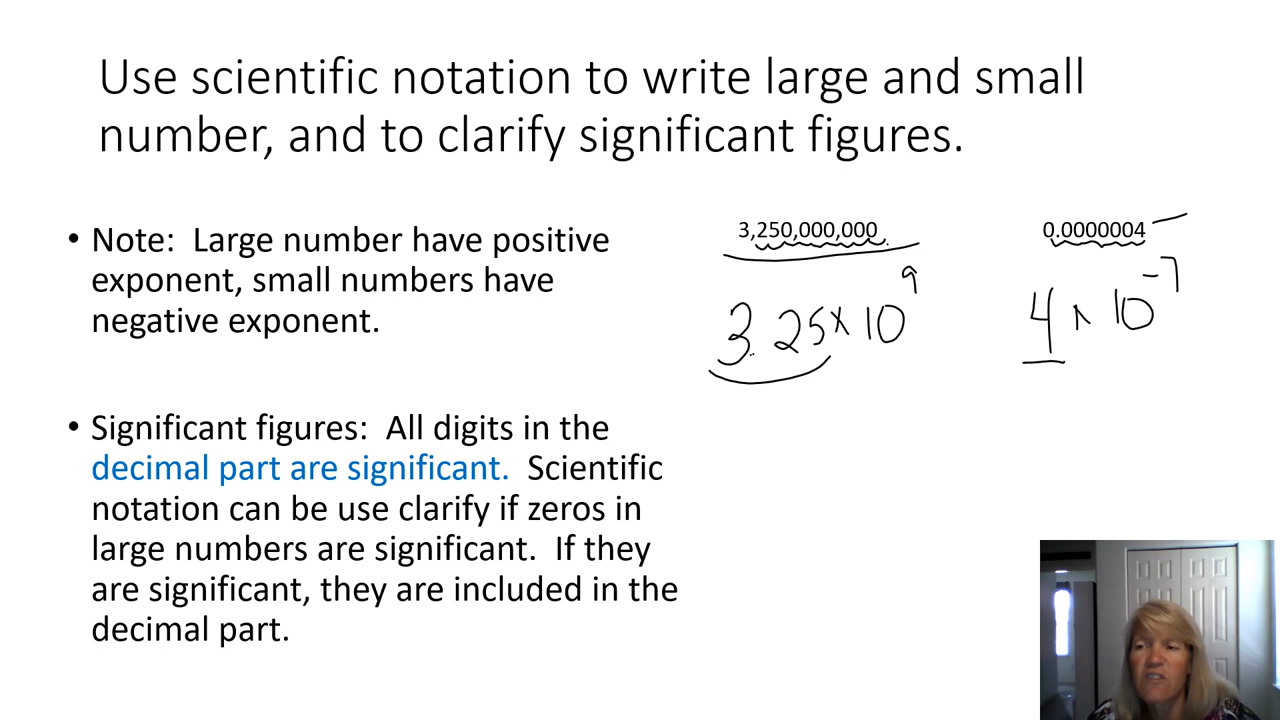 Use scientific notation to write large and small
number, and to clarify significant figures.
• Note: Large number have positive
exponent, small numbers have
negative exponent.
• Significant figures: All digits in the
decimal part are significant. Scientific
notation can be use clarify if zeros in
large numbers are significant. If they
are significant, they are included in the
decimal part.
3,250,000,000
3.25 x 10^9
0.0000004
4 x 10^-7